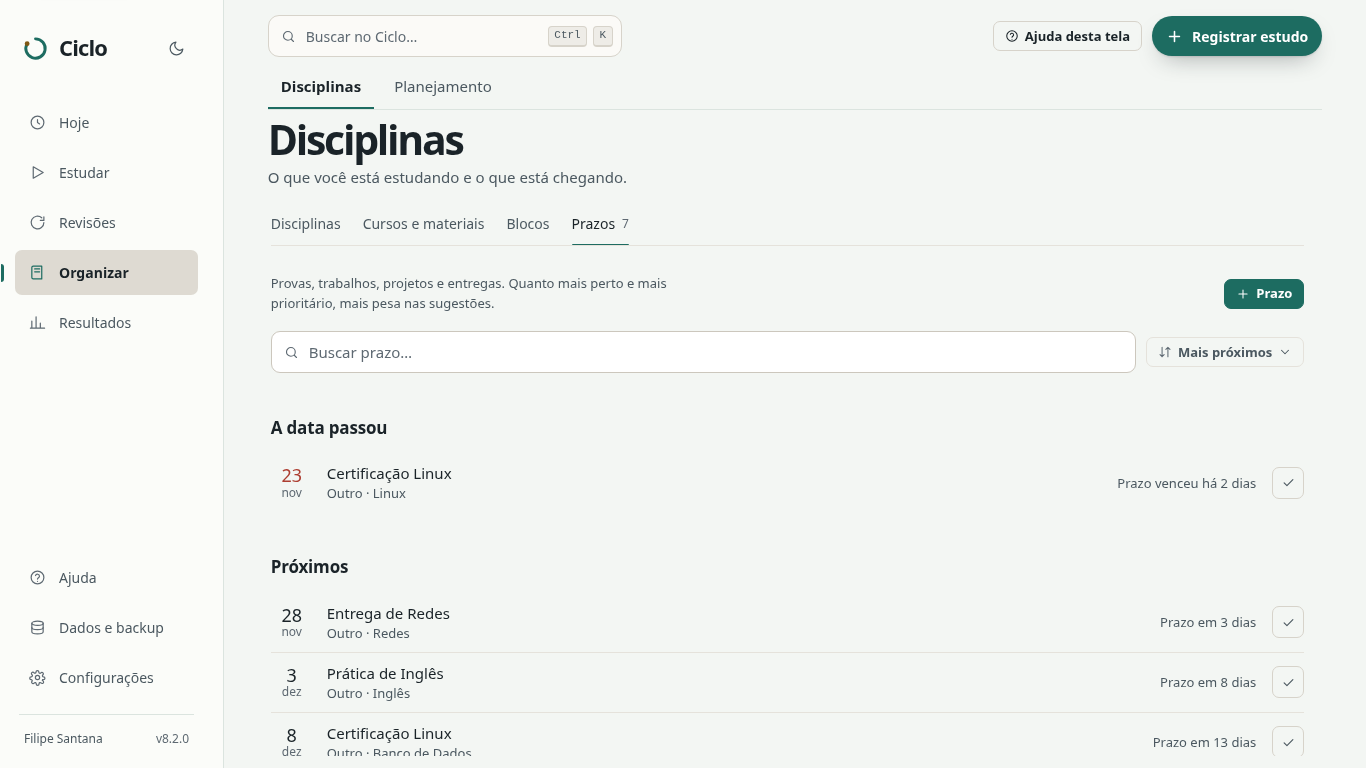 Ciclo
Hoje
Estudar
Revisões
Organizar
Resultados
Ajuda
Dados e backup
Configurações
Filipe Santana v8.2.0
Buscar no Ciclo... Ctrl K
Ajuda desta tela
Registrar estudo
Disciplinas Planejamento
Disciplinas
O que você está estudando e o que está chegando.
Disciplinas Cursos e materiais Blocos Prazos 7
Provas, trabalhos, projetos e entregas. Quanto mais perto e mais
prioritário, mais pesa nas sugestões.
Prazo
Buscar prazo...
Mais próximos
A data passou
23 nov
Certificação Linux
Outro · Linux
Prazo venceu há 2 dias
Próximos
28 nov
Entrega de Redes
Outro · Redes
Prazo em 3 dias
3 dez
Prática de Inglês
Outro · Inglês
Prazo em 8 dias
8 dez
Certificação Linux
Outro · Banco de Dados
Prazo em 13 dias